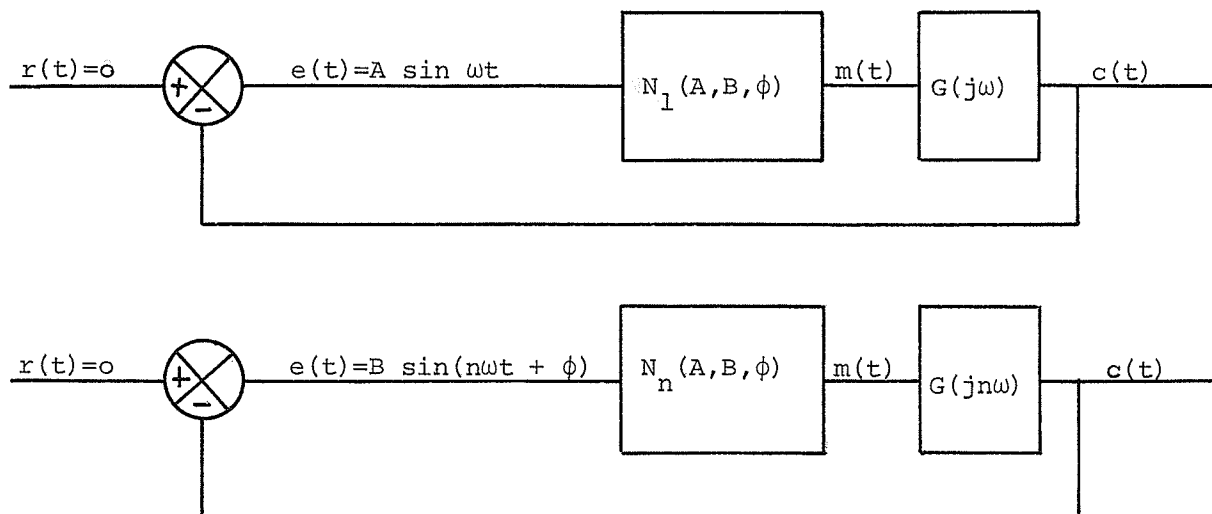 r(t)=o
+
-
e(t)=A sin ωt
N1(A,B,ϕ)
m(t)
G(jω)
c(t)
r(t)=o
+
-
e(t)=B sin(nωt + ϕ)
Nn(A,B,ϕ)
m(t)
G(jnω)
c(t)